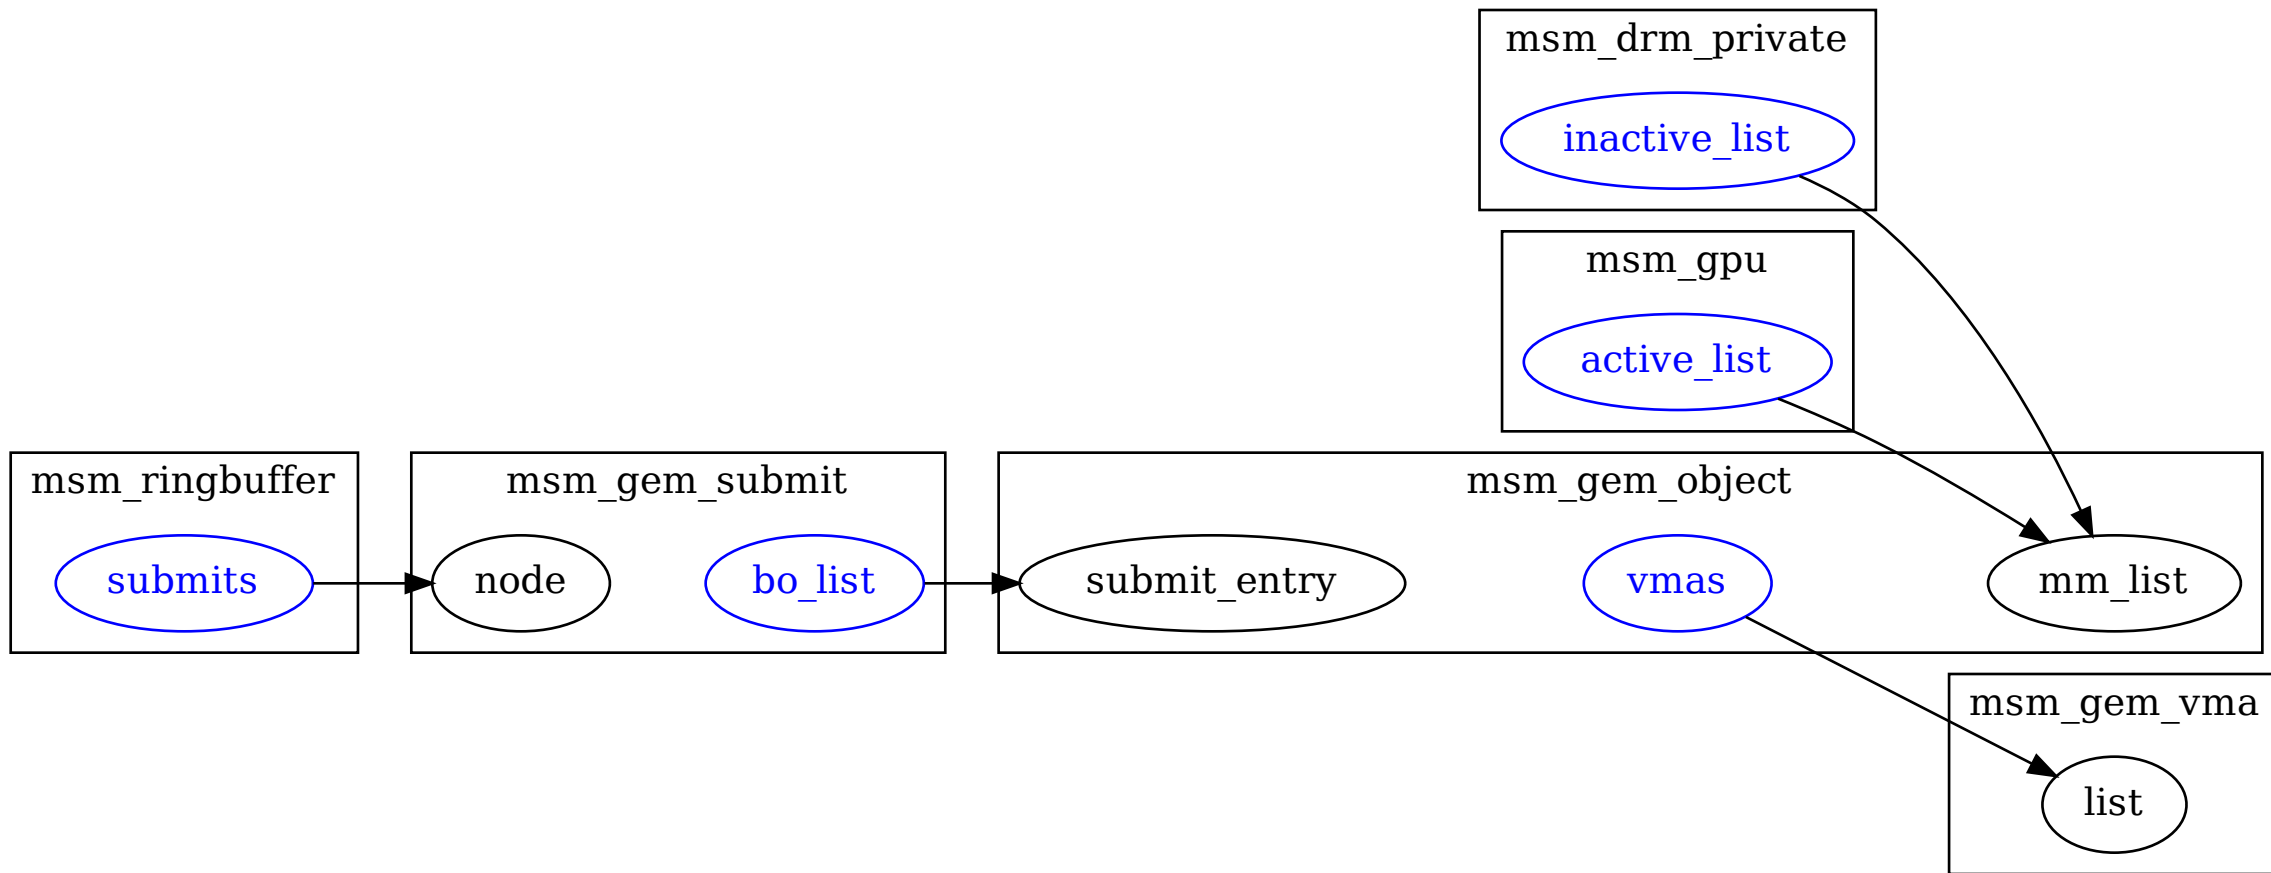 msm_drm_private
inactive_list
msm_gpu
active_list
msm_ringbuffer
submits
msm_gem_submit
node
bo_list
msm_gem_object
submit_entry
vmas
mm_list
msm_gem_vma
list